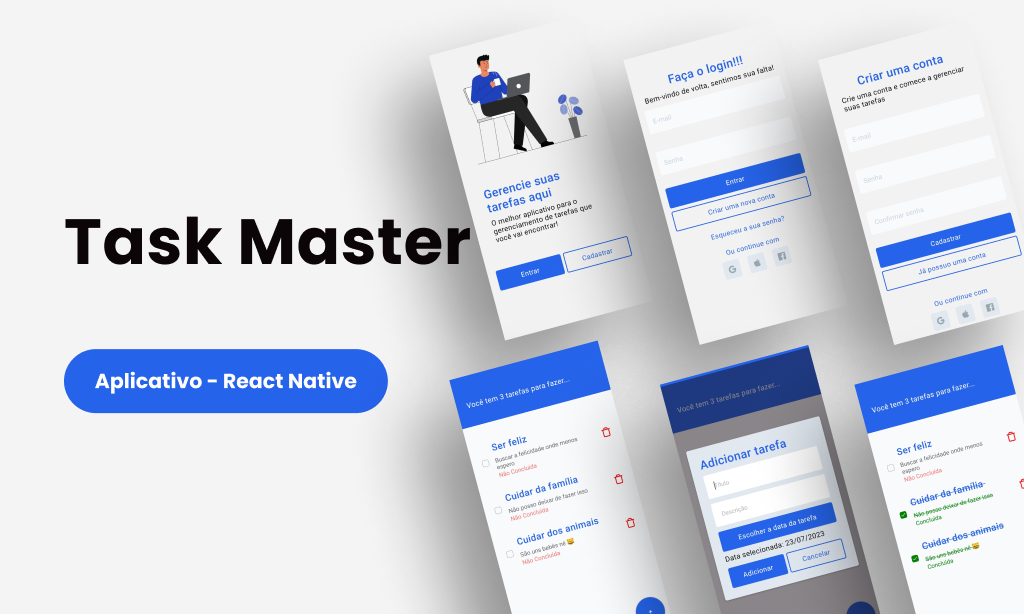 Task Master
Aplicativo - React Native
Gerencie suas
tarefas aqui
O melhor aplicativo para o
gerenciamento de tarefas que
você vai encontrar!
Entrar
Cadastrar
Faça o login!!!
Bem-vindo de volta, sentimos sua falta!
E-mail
Senha
Entrar
Criar uma nova conta
Esqueceu a sua senha?
Ou continue com
G
Criar uma conta
Crie uma conta e comece a gerenciar
suas tarefas
E-mail
Senha
Confirmar senha
Cadastrar
Já possuo uma conta
Ou continue com
G
Você tem 3 tarefas para fazer...
Ser feliz
Buscar a felicidade onde menos
espero
Não Concluída
Cuidar da família
Não posso deixar de fazer isso
Não Concluída
Cuidar dos animais
São uns bebês né 😹
Não Concluída
+
Você tem 3 tarefas para fazer...
Adicionar tarefa
Título
Descrição
Escolher a data da tarefa
Data selecionada: 23/07/2023
Adicionar
Cancelar
Você tem 3 tarefas para fazer...
Ser feliz
Buscar a felicidade onde menos
espero
Não Concluída
Cuidar da família
Não posso deixar de fazer isso
Concluída
Cuidar dos animais
São uns bebês né 😹
Concluída